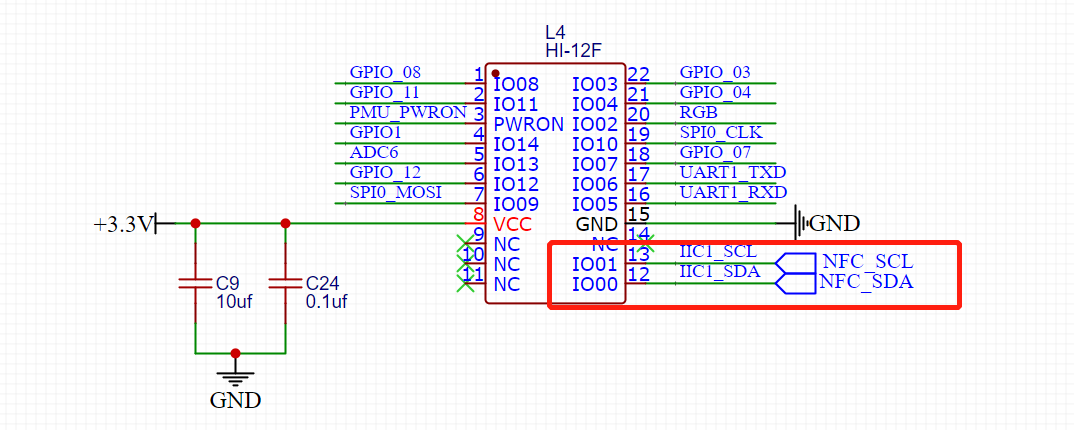 L4
HI-12F
GPIO_08 1 IO08 IO03 22 GPIO_03
GPIO_11 2 IO11 IO04 21 GPIO_04
PMU_PWRON 3 PWRON IO02 20 RGB
GPIO1 4 IO14 IO10 19 SPI0_CLK
ADC6 5 IO13 IO07 18 GPIO_07
GPIO_12 6 IO12 IO06 17 UART1_TXD
SPI0_MOSI 7 IO09 IO05 16 UART1_RXD
+3.3V 8 VCC GND 15 GND
9 NC NC 14
10 NC IO01 13 IIC1_SCL NFC_SCL
11 NC IO00 12 IIC1_SDA NFC_SDA
C9 C24
10uf 0.1uf
GND